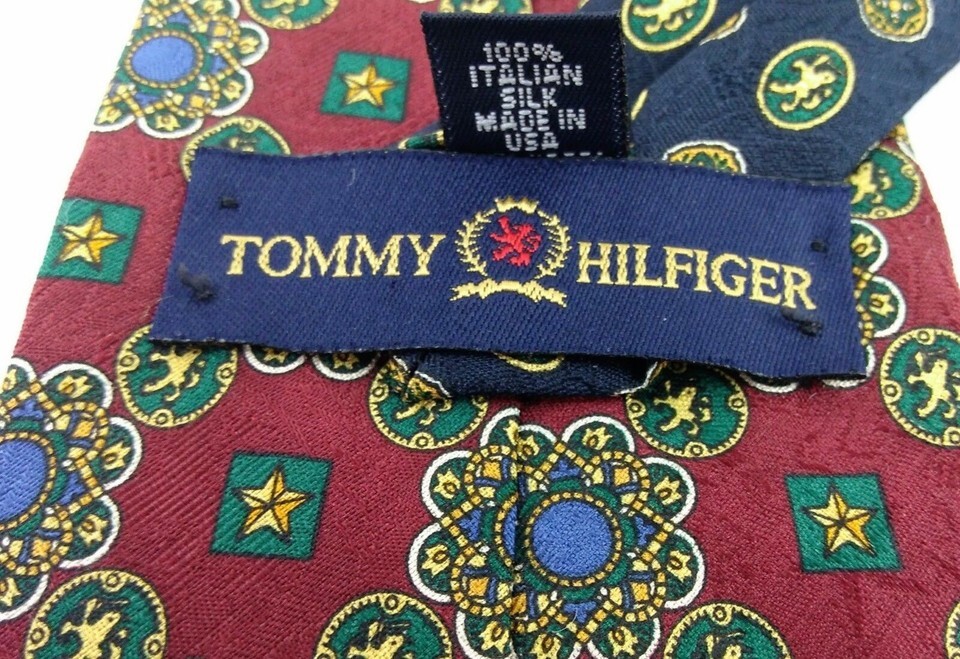 100%
ITALIAN
SILK
MADE IN
USA
TOMMY HILFIGER